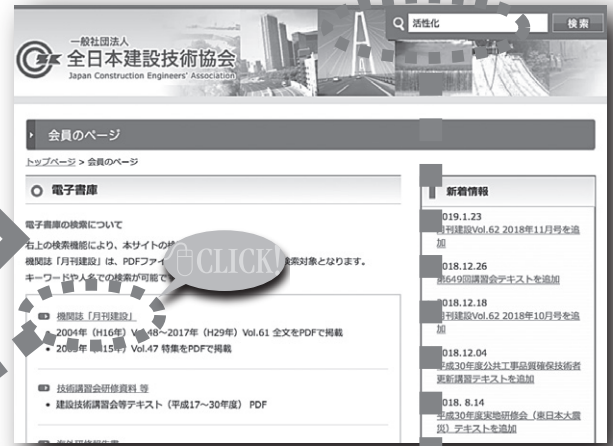 一般社団法人
全日本建設技術協会
Japan Construction Engineers' Association
活性化
検索
会員のページ
トップページ > 会員のページ
電子書庫
電子書庫の検索について
右上の検索機能により、本サイトの検
機関誌「月刊建設」は、PDFファイ
検索対象となります。
キーワードや人名での検索が可能で
CLICK!
機関誌「月刊建設」
2004年（H16年）Vol.48～2017年（H29年）Vol.61 全文をPDFで掲載
2003年（H15年）Vol.47 特集をPDFで掲載
技術講習会研修資料 等
建設技術講習会等テキスト（平成17～30年度） PDF
新着情報
2019.1.23
月刊建設Vol.62 2018年11月号を追
加
2018.12.26
第649回講習会テキストを追加
2018.12.18
月刊建設Vol.62 2018年10月号を追
加
2018.12.04
平成30年度公共工事品質確保技術者
更新講習テキストを追加
2018. 8.14
平成30年度実地研修会（東日本大震
災）テキストを追加